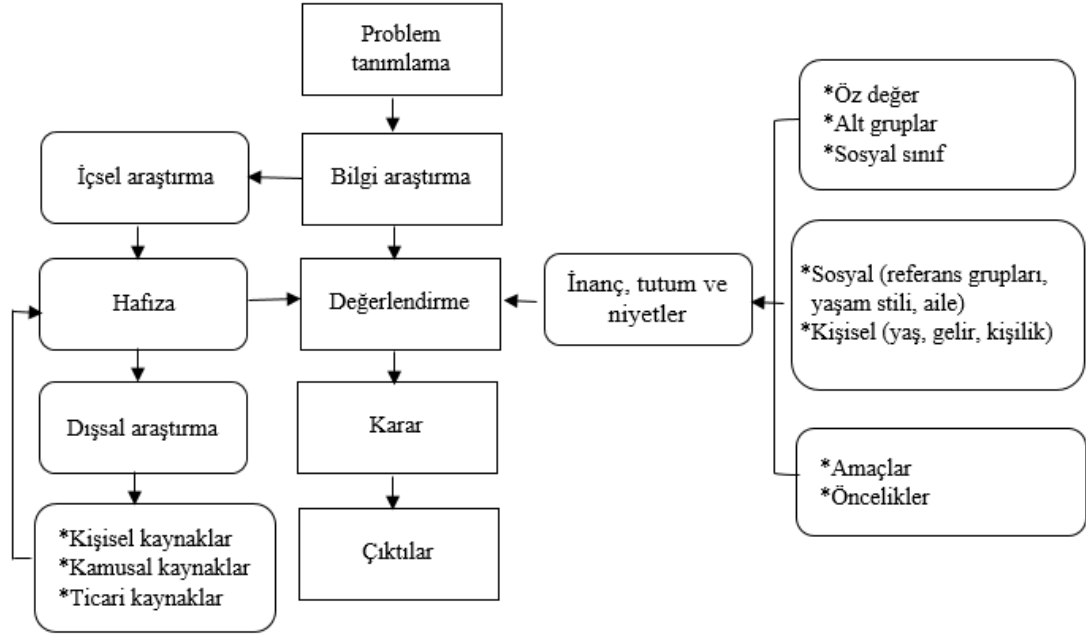 Problem
tanımlama
*Öz değer
*Alt gruplar
*Sosyal sınıf
İçsel araştırma
Bilgi araştırma
Hafıza
Değerlendirme
İnanç, tutum ve
niyetler
*Sosyal (referans grupları,
yaşam stili, aile)
*Kişisel (yaş, gelir, kişilik)
Dışsal araştırma
Karar
*Amaçlar
*Öncelikler
*Kişisel kaynaklar
*Kamusal kaynaklar
*Ticari kaynaklar
Çıktılar